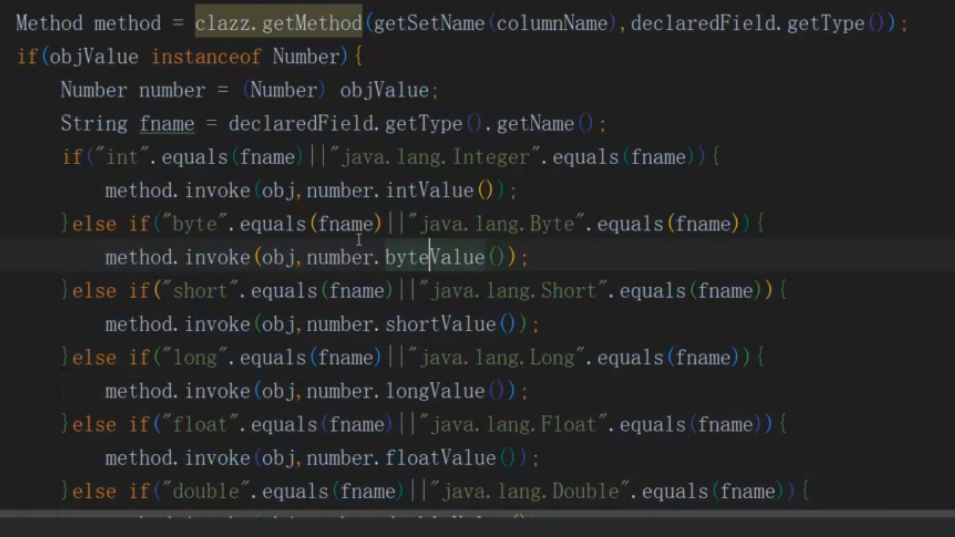 Method method = clazz.getMethod(getSetName(columnName),declaredField.getType());
if(objValue instanceof Number){
Number number = (Number) objValue;
String fname = declaredField.getType().getName();
if("int".equals(fname)||"java.lang.Integer".equals(fname)){
method.invoke(obj,number.intValue());
}else if("byte".equals(fname)||"java.lang.Byte".equals(fname)){
method.invoke(obj,number.byteValue());
}else if("short".equals(fname)||"java.lang.Short".equals(fname)){
method.invoke(obj,number.shortValue());
}else if("long".equals(fname)||"java.lang.Long".equals(fname)){
method.invoke(obj,number.longValue());
}else if("float".equals(fname)||"java.lang.Float".equals(fname)){
method.invoke(obj,number.floatValue());
}else if("double".equals(fname)||"java.lang.Double".equals(fname)){